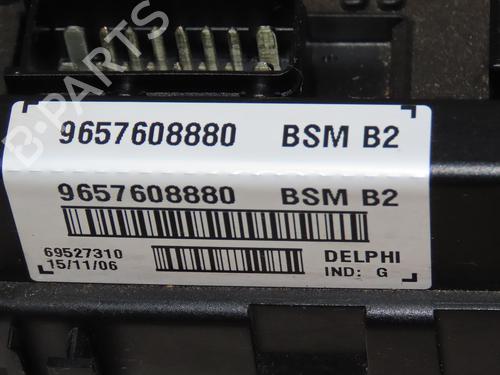 B-PARTS
9657608880 BSM B2
9657608880 BSM B2
69527310 DELPHI
15/11/06 IND: G